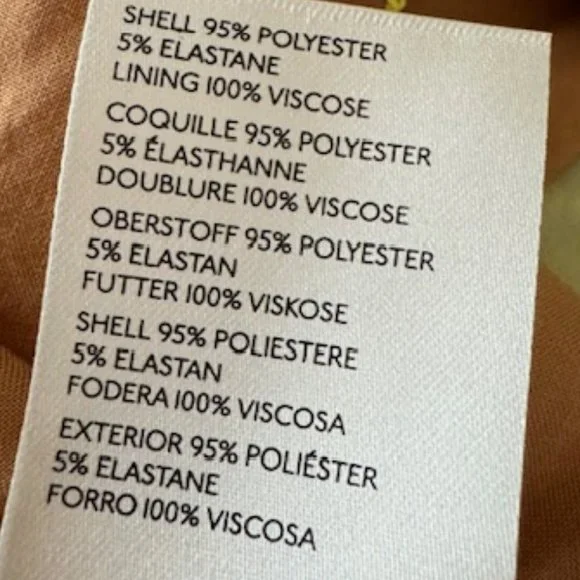 SHELL 95% POLYESTER
5% ELASTANE
LINING 100% VISCOSE
COQUILLE 95% POLYESTER
5% ÉLASTHANNE
DOUBLURE 100% VISCOSE
OBERSTOFF 95% POLYESTER
5% ELASTAN
FUTTER 100% VISKOSE
SHELL 95% POLIESTERE
5% ELASTAN
FODERA 100% VISCOSA
EXTERIOR 95% POLIÉSTER
5% ELASTANE
FORRO 100% VISCOSA